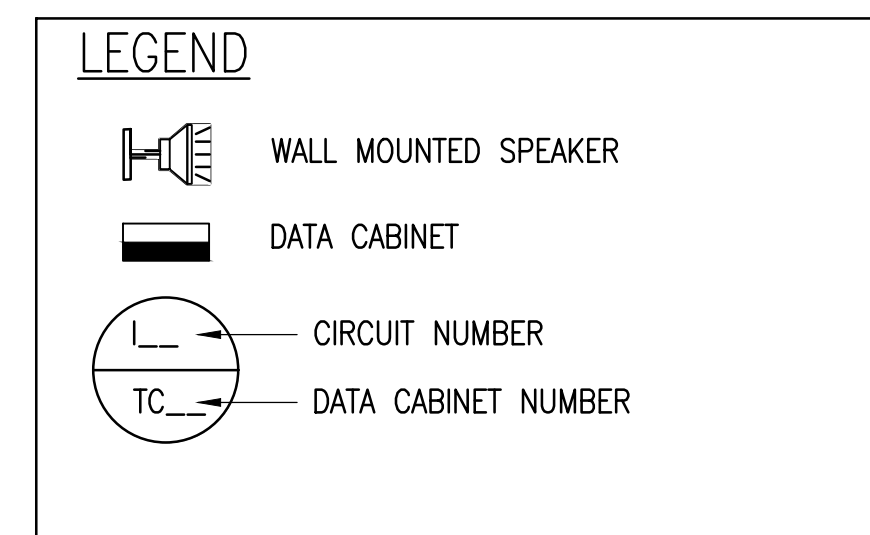 LEGEND
WALL MOUNTED SPEAKER
DATA CABINET
I__ CIRCUIT NUMBER
TC__ DATA CABINET NUMBER